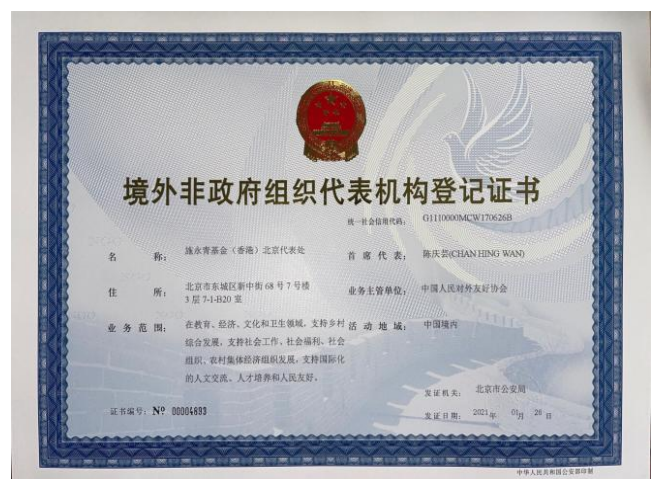 境外非政府组织代表机构登记证书
统一社会信用代码: G1110000MCW170626B
名 称: 施永青基金（香港）北京代表处
首 席 代 表: 陈庆芸(CHAN HING WAN)
住 所: 北京市东城区新中街 68 号 7 号楼
3 层 7-1-B20 室
业务主管单位: 中国人民对外友好协会
业 务 范 围: 在教育、经济、文化和卫生领域，支持乡村
综合发展，支持社会工作、社会福利、社会
组织、农村集体经济组织发展，支持国际化
的人文交流、人才培养和人民友好。
活 动 地 域: 中国境内
发证机关: 北京市公安局
证书编号: № 00004693
发证日期: 2021年 01月 26 日
中华人民共和国公安部印制